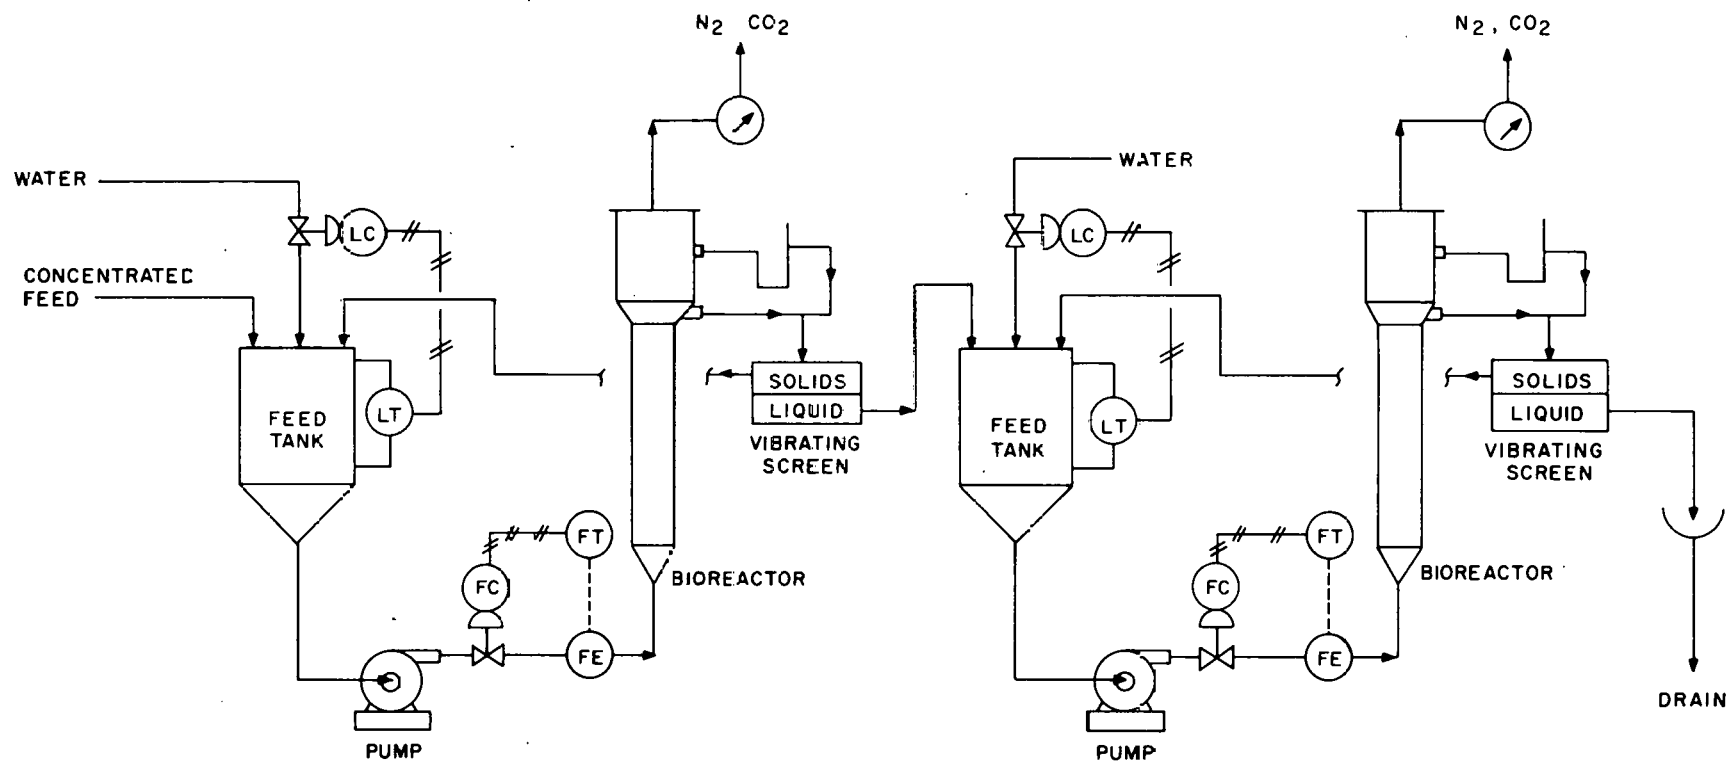 N2 CO2
N2, CO2
WATER
WATER
LC
LC
CONCENTRATED
FEED
SOLIDS
LIQUID
VIBRATING
SCREEN
SOLIDS
LIQUID
VIBRATING
SCREEN
FEED
TANK
LT
FEED
TANK
LT
FT
FT
FC
BIOREACTOR
FC
BIOREACTOR
FE
FE
DRAIN
PUMP
PUMP